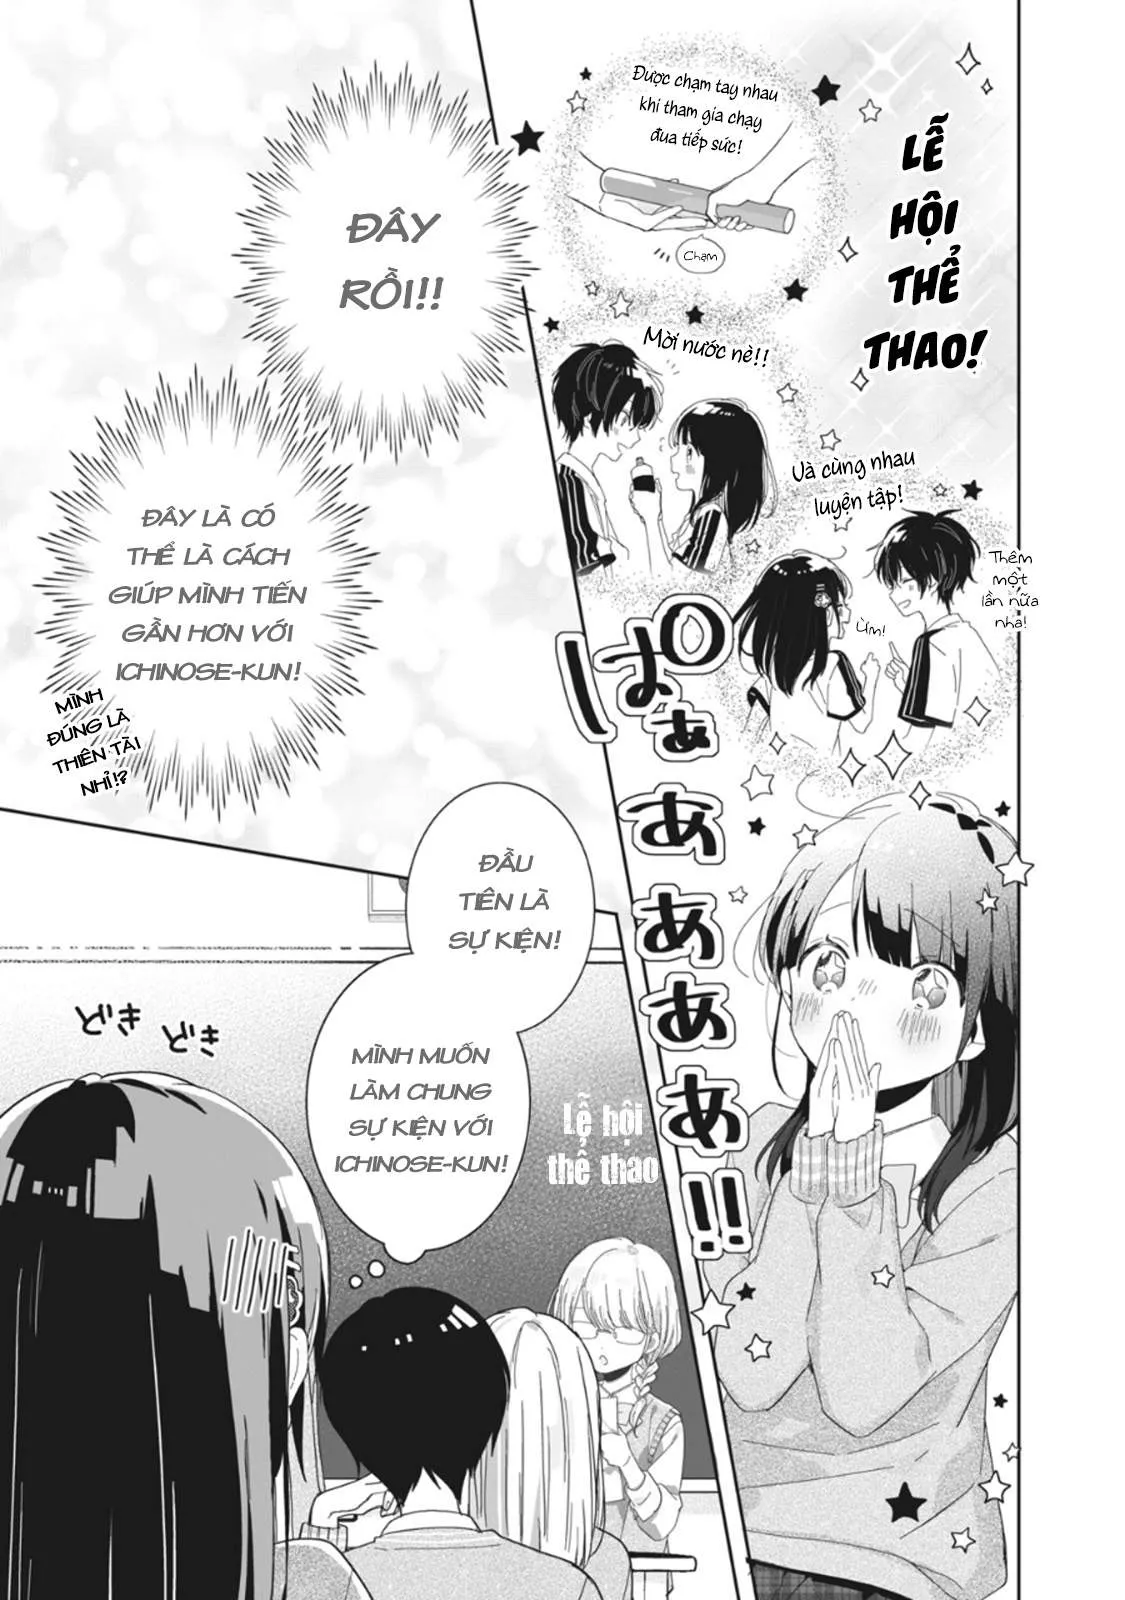 LỄ
HỘI
THỂ
THAO!
Được chạm tay nhau
khi tham gia chạy
đua tiếp sức!
Chạm
Mời nước nè!!
Và cùng nhau
luyện tập!
Thêm
một
lần nữa
nha!
Ừm!
ぱぁぁぁぁぁ!!
ĐÂY
RỒI!!
ĐÂY LÀ CÓ
THỂ LÀ CÁCH
GIÚP MÌNH TIẾN
GẦN HƠN VỚI
ICHINOSE-KUN!
MÌNH
ĐÚNG LÀ
THIÊN TÀI
NHỈ!?
ĐẦU
TIÊN LÀ
SỰ KIỆN!
MÌNH MUỐN
LÀM CHUNG
SỰ KIỆN VỚI
ICHINOSE-KUN!
Lễ hội
thể thao
どき
どき